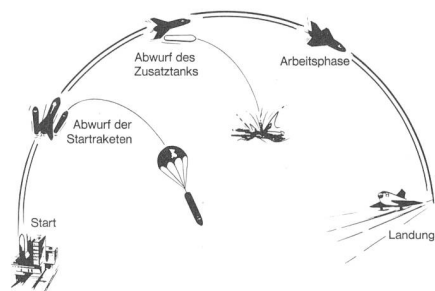 Abwurf des
Zusatztanks
Arbeitsphase
Abwurf der
Startraketen
Start
Landung